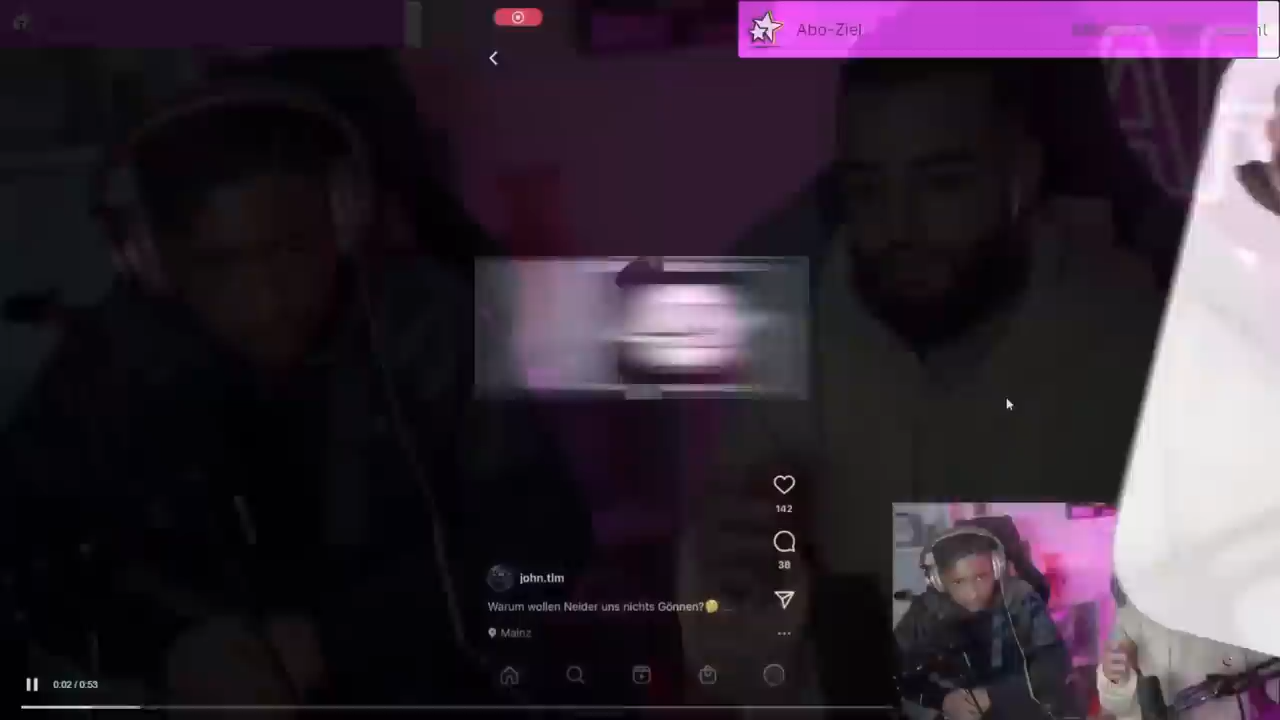 Abo-Ziel
142
38
john.tlm
Warum wollen Neider uns nichts Gönnen?🤔 ...
Mainz
0:02 / 0:53